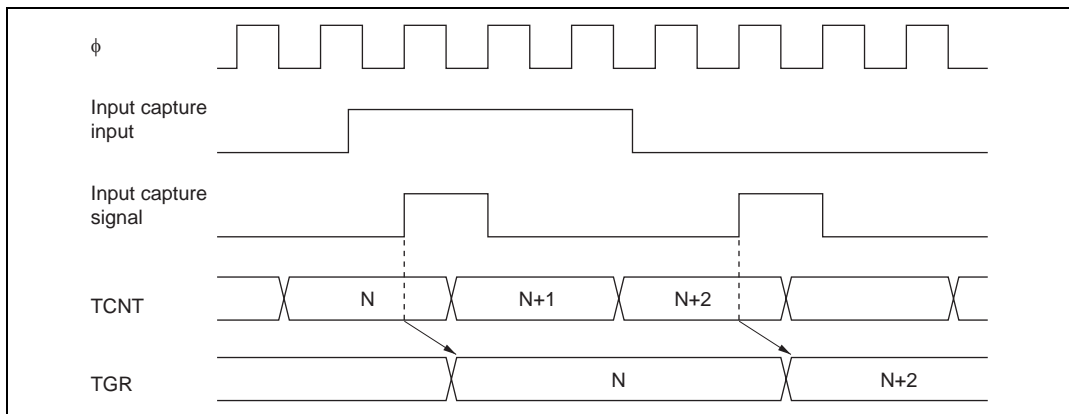 ϕ
Input capture
input
Input capture
signal
TCNT
N
N+1
N+2
TGR
N
N+2